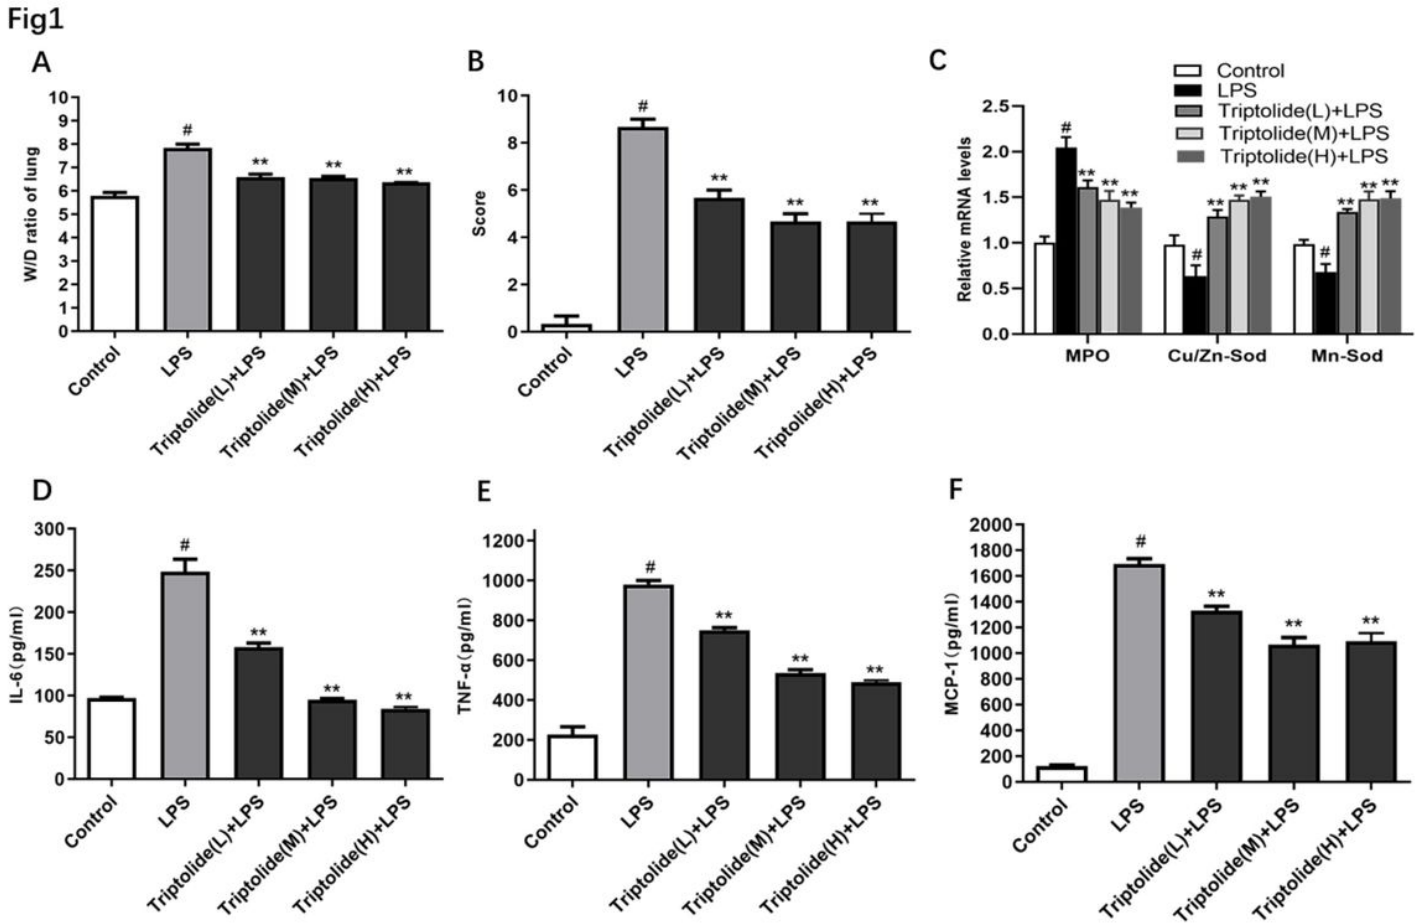 Fig1
A
W/D ratio of lung
10
9
8
7
6
5
4
3
2
1
0
#
**
**
**
Control
LPS
Triptolide(L)+LPS
Triptolide(M)+LPS
Triptolide(H)+LPS
B
Score
10
8
6
4
2
0
#
**
**
**
Control
LPS
Triptolide(L)+LPS
Triptolide(M)+LPS
Triptolide(H)+LPS
C
Control
LPS
Triptolide(L)+LPS
Triptolide(M)+LPS
Triptolide(H)+LPS
Relative mRNA levels
2.5
2.0
1.5
1.0
0.5
0.0
#
**
**
**
#
**
**
**
#
**
**
**
MPO
Cu/Zn-Sod
Mn-Sod
D
IL-6(pg/ml)
300
250
200
150
100
50
0
#
**
**
**
Control
LPS
Triptolide(L)+LPS
Triptolide(M)+LPS
Triptolide(H)+LPS
E
TNF-α(pg/ml)
1200
1000
800
600
400
200
0
#
**
**
**
Control
LPS
Triptolide(L)+LPS
Triptolide(M)+LPS
Triptolide(H)+LPS
F
MCP-1(pg/ml)
2000
1800
1600
1400
1200
1000
800
600
400
200
0
#
**
**
**
Control
LPS
Triptolide(L)+LPS
Triptolide(M)+LPS
Triptolide(H)+LPS